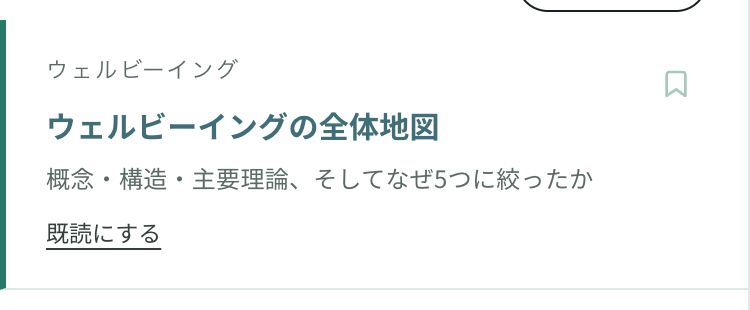 ウェルビーイング
ウェルビーイングの全体地図
概念・構造・主要理論、そしてなぜ5つに絞ったか
既読にする